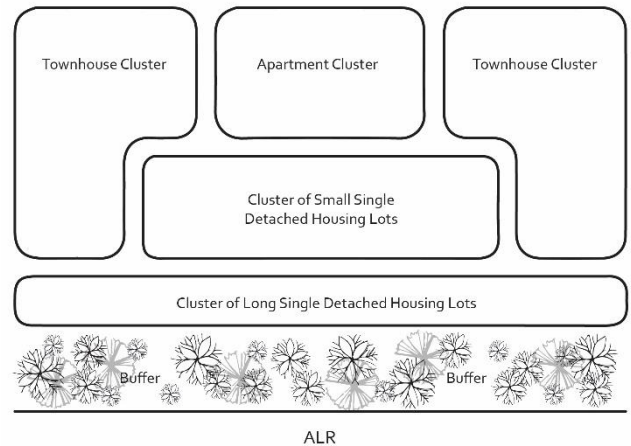 Townhouse Cluster
Apartment Cluster
Townhouse Cluster
Cluster of Small Single
Detached Housing Lots
Cluster of Long Single Detached Housing Lots
Buffer
Buffer
ALR